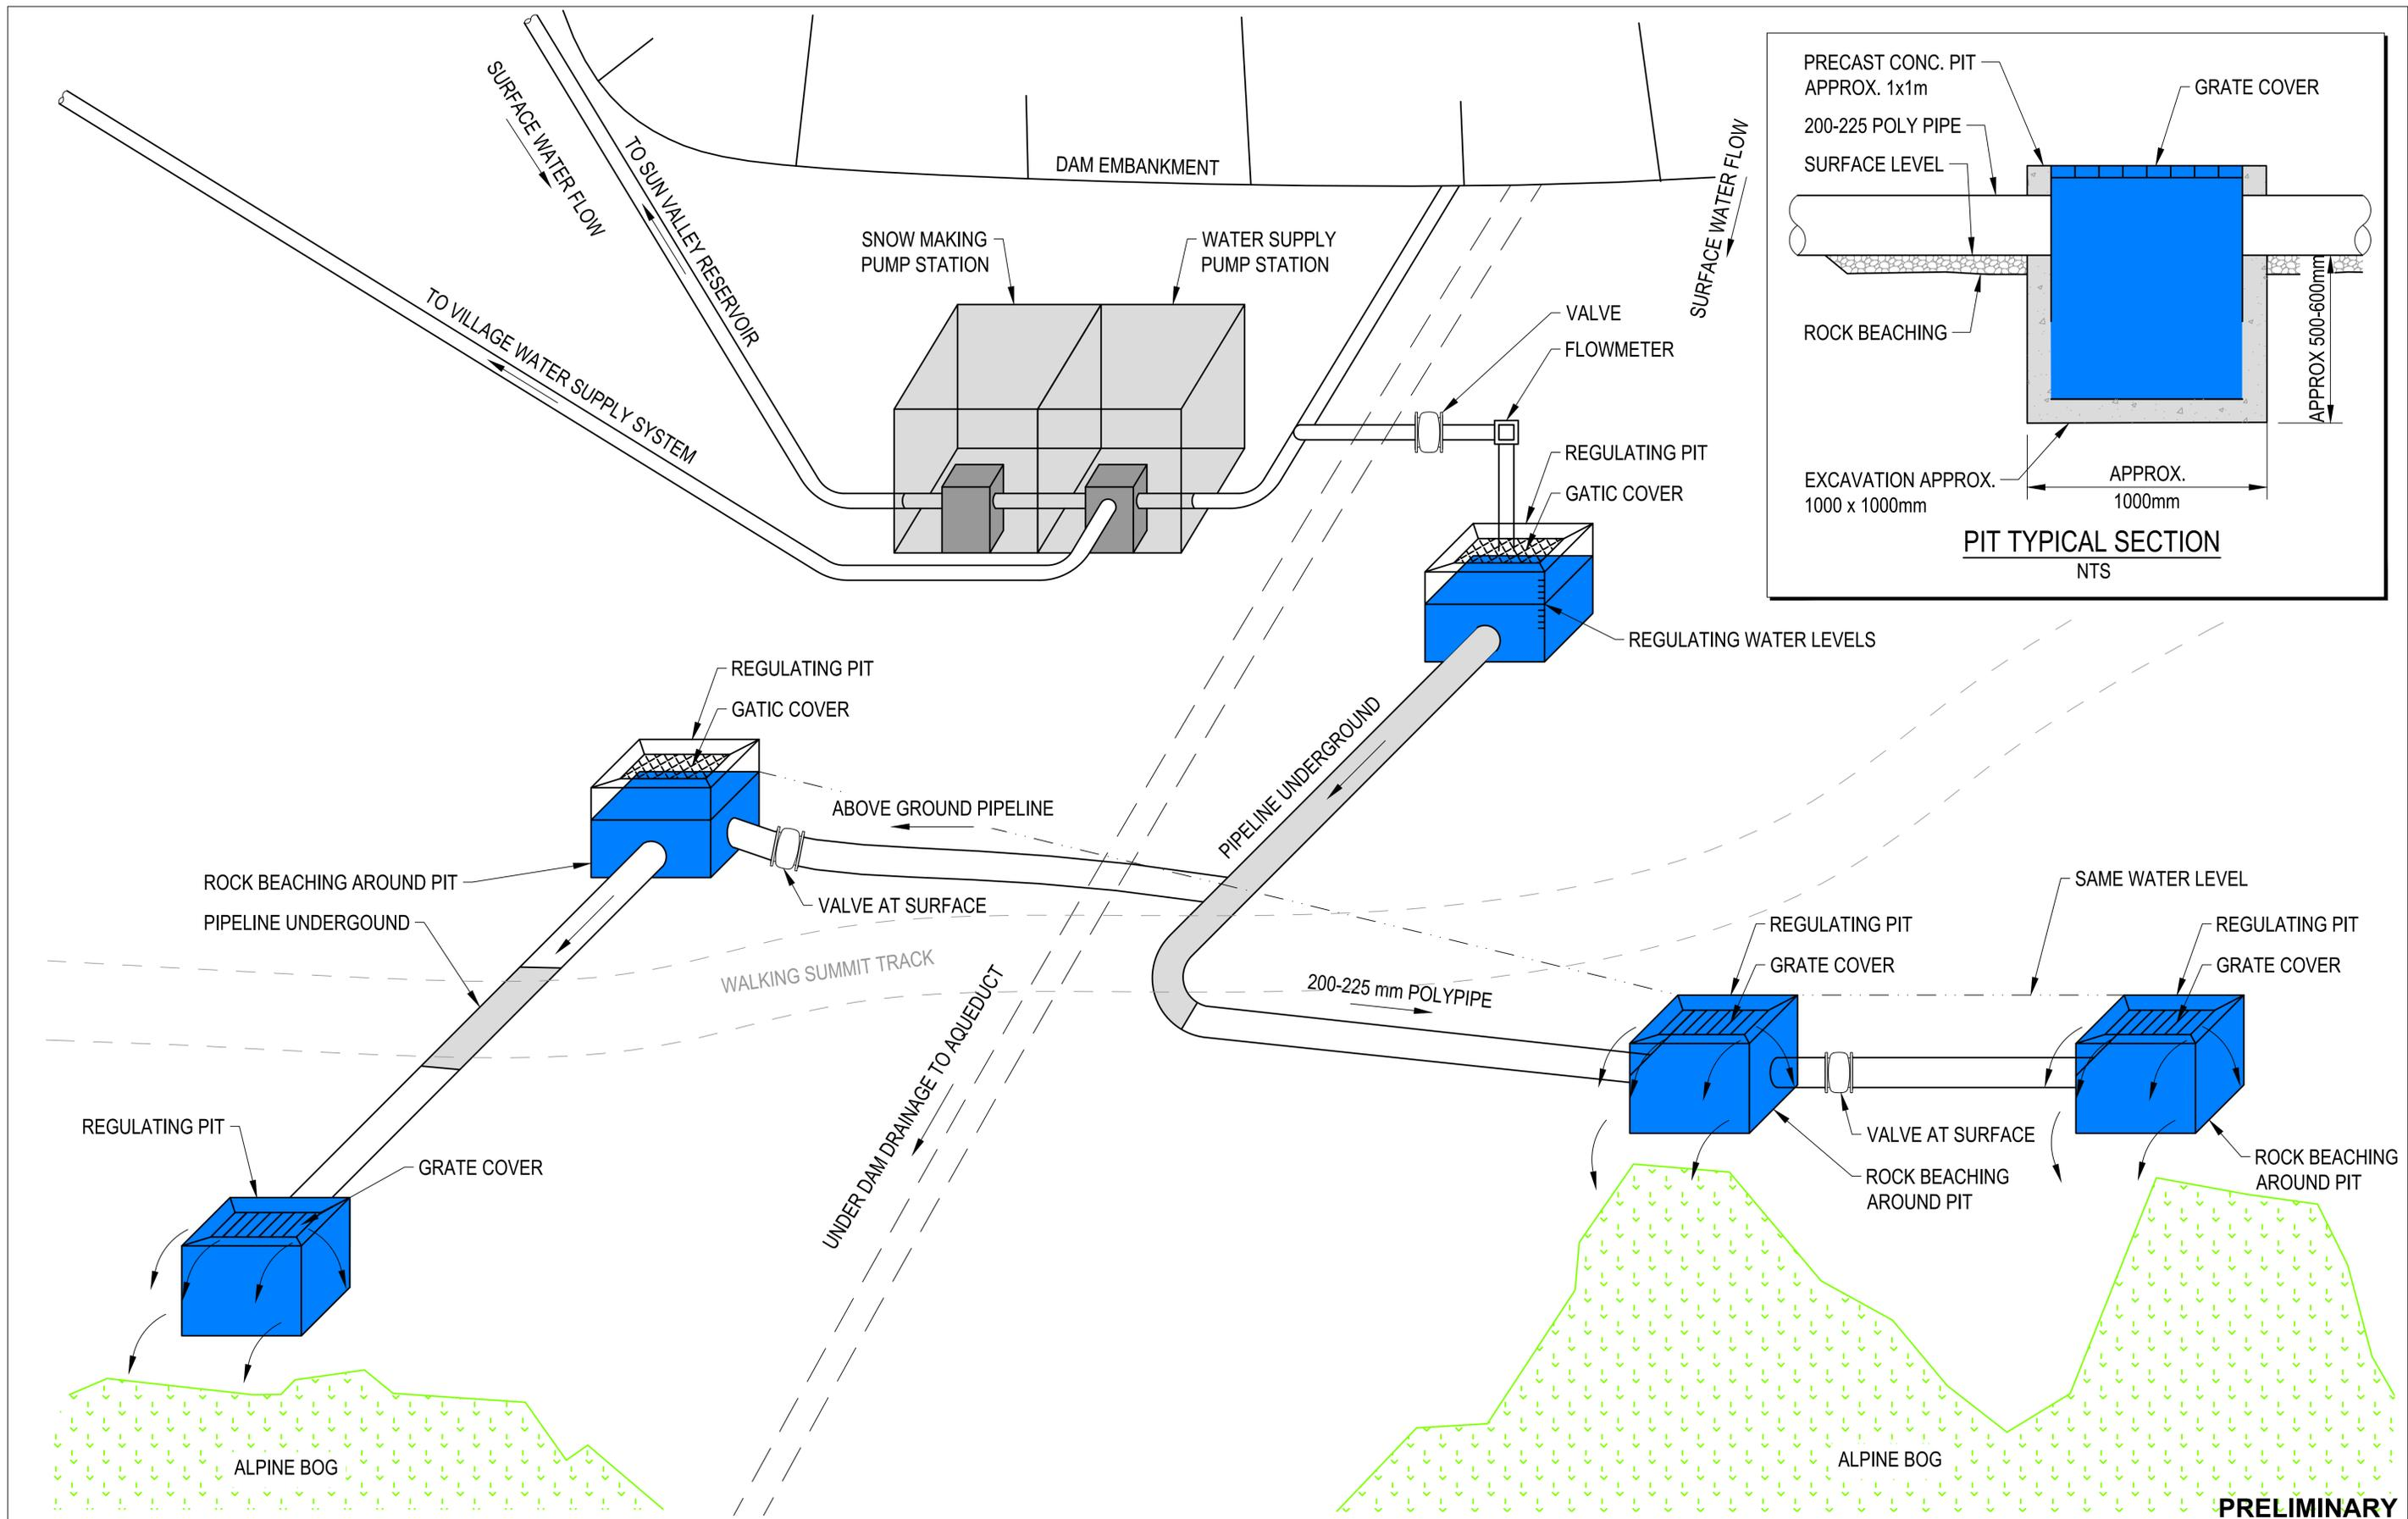 SURFACE WATER FLOW
TO SUN VALLEY RESERVOIR
TO VILLAGE WATER SUPPLY SYSTEM
DAM EMBANKMENT
SURFACE WATER FLOW
SNOW MAKING
PUMP STATION
WATER SUPPLY
PUMP STATION
VALVE
FLOWMETER
REGULATING PIT
GATIC COVER
REGULATING WATER LEVELS
PRECAST CONC. PIT
APPROX. 1x1m
GRATE COVER
200-225 POLY PIPE
SURFACE LEVEL
ROCK BEACHING
APPROX 500-600mm
EXCAVATION APPROX.
1000 x 1000mm
APPROX.
1000mm
PIT TYPICAL SECTION
NTS
REGULATING PIT
GATIC COVER
PIPELINE UNDERGROUND
ABOVE GROUND PIPELINE
ROCK BEACHING AROUND PIT
VALVE AT SURFACE
PIPELINE UNDERGOUND
WALKING SUMMIT TRACK
SAME WATER LEVEL
REGULATING PIT
GRATE COVER
REGULATING PIT
GRATE COVER
200-225 mm POLYPIPE
UNDER DAM DRAINAGE TO AQUEDUCT
REGULATING PIT
GRATE COVER
VALVE AT SURFACE
ROCK BEACHING
AROUND PIT
ROCK BEACHING
AROUND PIT
ALPINE BOG
ALPINE BOG
PRELIMINARY